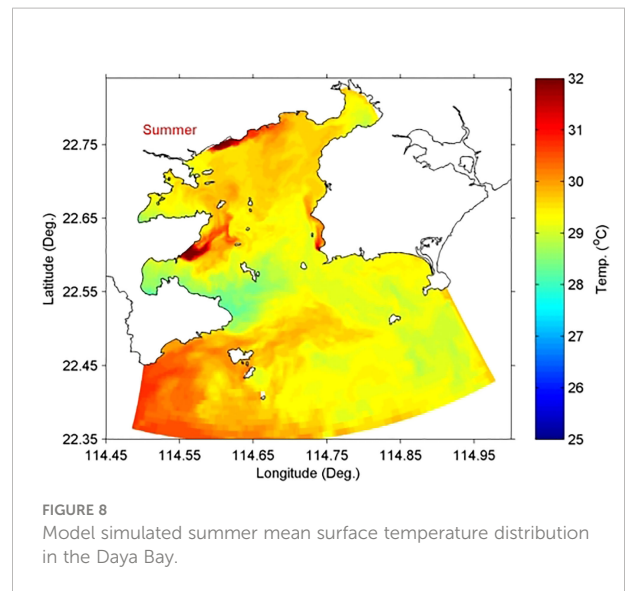 Summer
22.75
22.65
22.55
22.45
22.35
Latitude (Deg.)
114.45 114.55 114.65 114.75 114.85 114.95
Longitude (Deg.)
32
31
30
29
28
27
26
25
Temp. (°C)
FIGURE 8
Model simulated summer mean surface temperature distribution
in the Daya Bay.